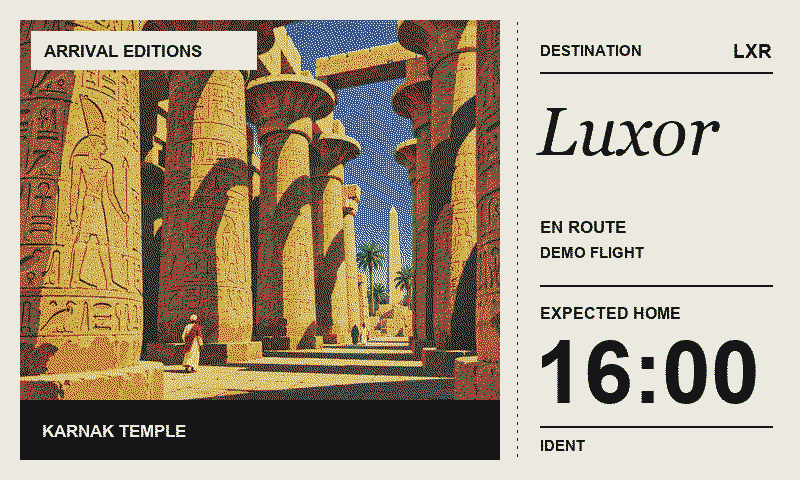 ARRIVAL EDITIONS
KARNAK TEMPLE
DESTINATION LXR
Luxor
EN ROUTE
DEMO FLIGHT
EXPECTED HOME
16:00
IDENT